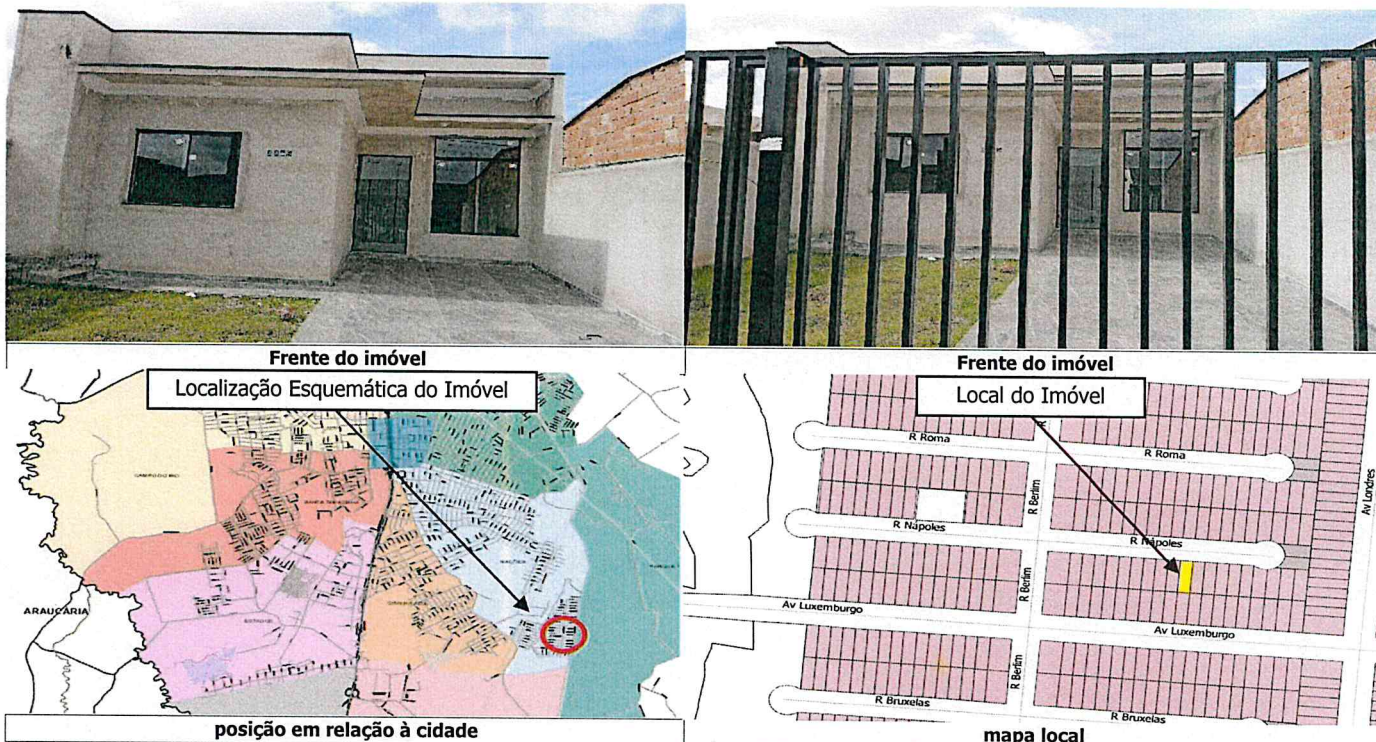 Frente do imóvel
Frente do imóvel
Localização Esquemática do Imóvel
ARAUCÁRIA
posição em relação à cidade
Local do Imóvel
R Roma
R Roma
R Berlim
R Nápoles
R Nápoles
Av Londres
R Berlim
Av Luxemburgo
Av Luxemburgo
R Berlim
R Bruxelas
R Bruxelas
mapa local